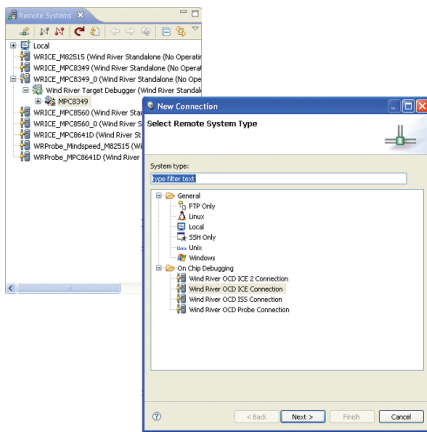 Remote Systems
Local
WRICE_M82515 (Wind River Standalone (No Operatir
WRICE_MPC8349 (Wind River Standalone (No Operat
WRICE_MPC8349_0 (Wind River Standalone (No Ope
Wind River Target Debugger (Wind River Standal
MPC8349
WRICE_MPC8560 (Wind River Star
WRICE_MPC8560_0 (Wind River S
WRICE_MPC8641D (Wind River St
WRProbe_Mindspeed_M82515 (Wi
WRProbe_MPC8641D (Wind River
New Connection
Select Remote System Type
System type:
type filter text
General
FTP Only
Linux
Local
SSH Only
Unix Unix
Windows
On Chip Debugging
Wind River OCD ICE 2 Connection
Wind River OCD ICE Connection
Wind River OCD ISS Connection
Wind River OCD Probe Connection
?
< Back Next > Finish Cancel